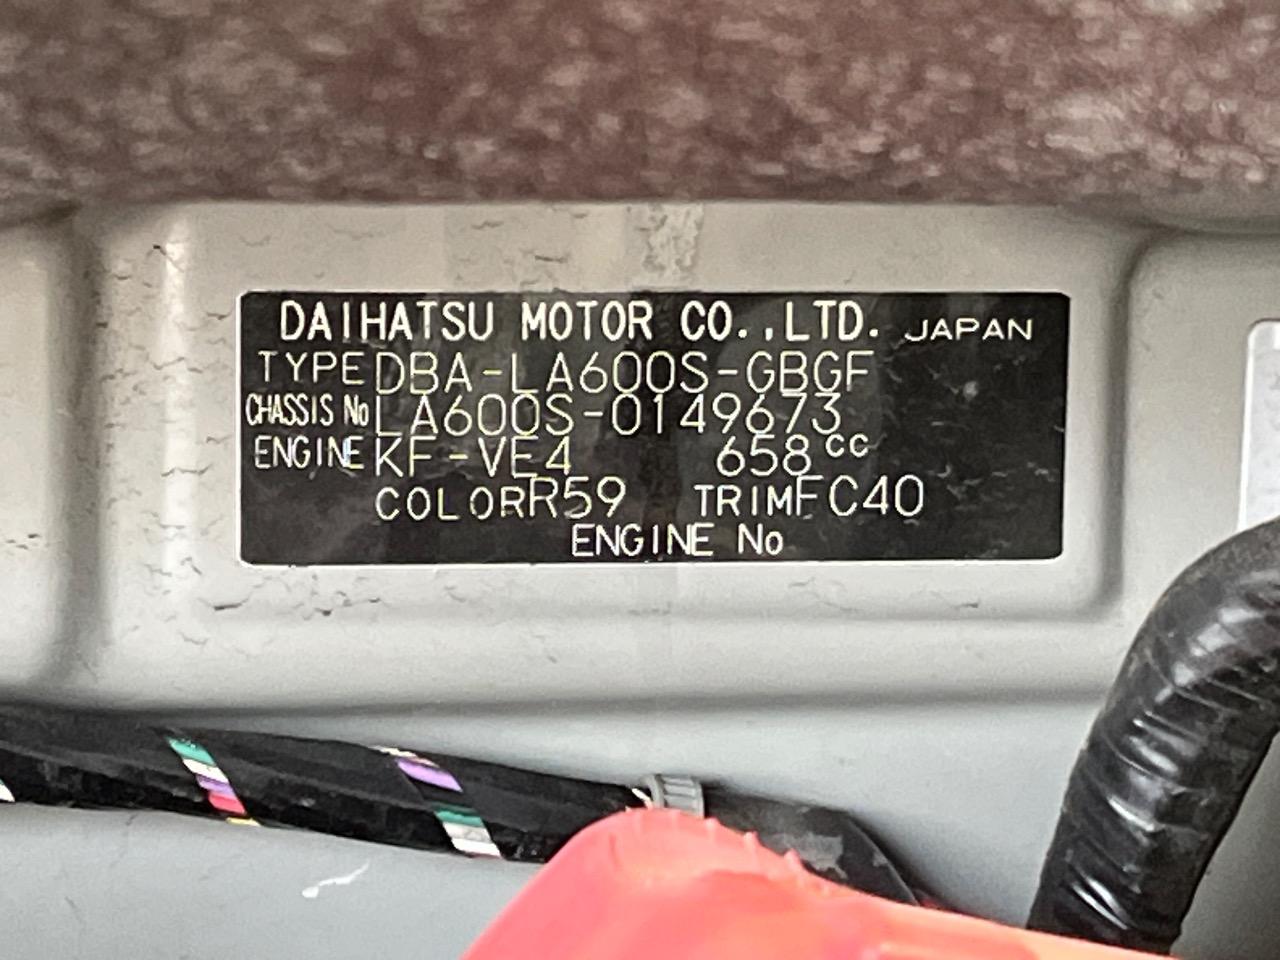 DAIHATSU MOTOR CO.,LTD. JAPAN
TYPE DBA-LA600S-GBGF
CHASSIS No LA600S-0149673
ENGINE KF-VE4 658cc
COLOR R59 TRIM FC40
ENGINE No